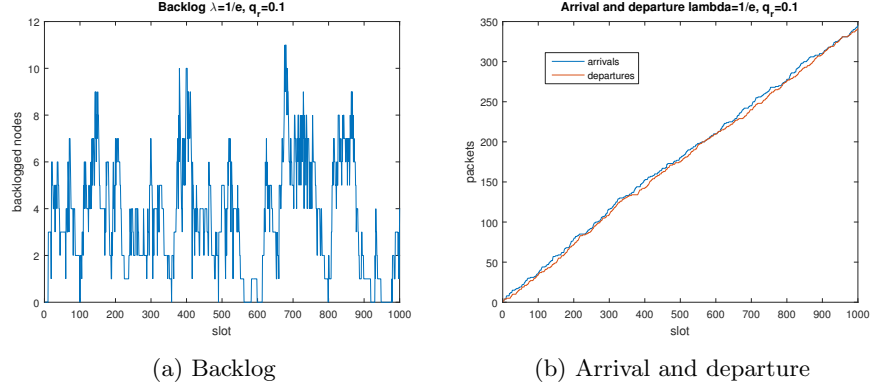 Backlog λ=1/e, q_r=0.1
12
10
8
6
4
2
0
backlogged nodes
0 100 200 300 400 500 600 700 800 900 1000
slot
(a) Backlog
Arrival and departure lambda=1/e, q_r=0.1
350
300
250
200
150
100
50
0
packets
arrivals
departures
0 100 200 300 400 500 600 700 800 900 1000
slot
(b) Arrival and departure